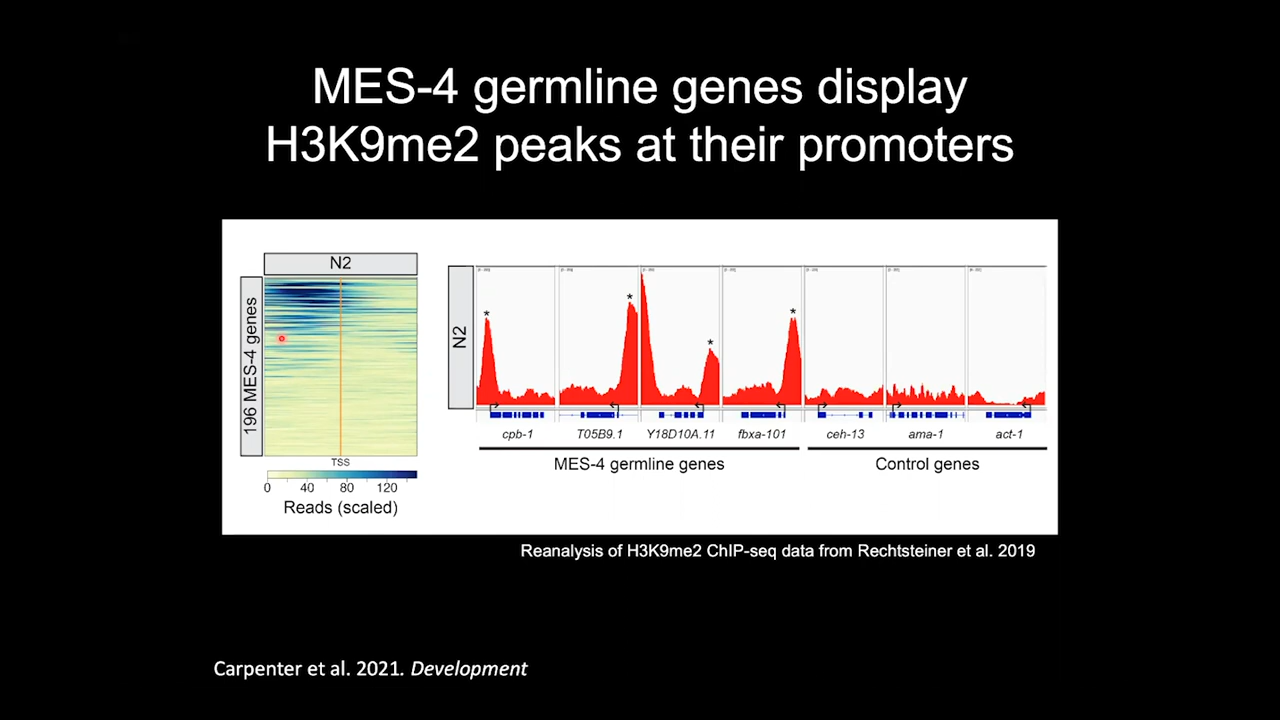 MES-4 germline genes display
H3K9me2 peaks at their promoters
N2
196 MES-4 genes
TSS
0 40 80 120
Reads (scaled)
N2
* * * *
cpb-1 T05B9.1 Y18D10A.11 fbxa-101 ceh-13 ama-1 act-1
MES-4 germline genes Control genes
Reanalysis of H3K9me2 ChIP-seq data from Rechtsteiner et al. 2019
Carpenter et al. 2021. Development